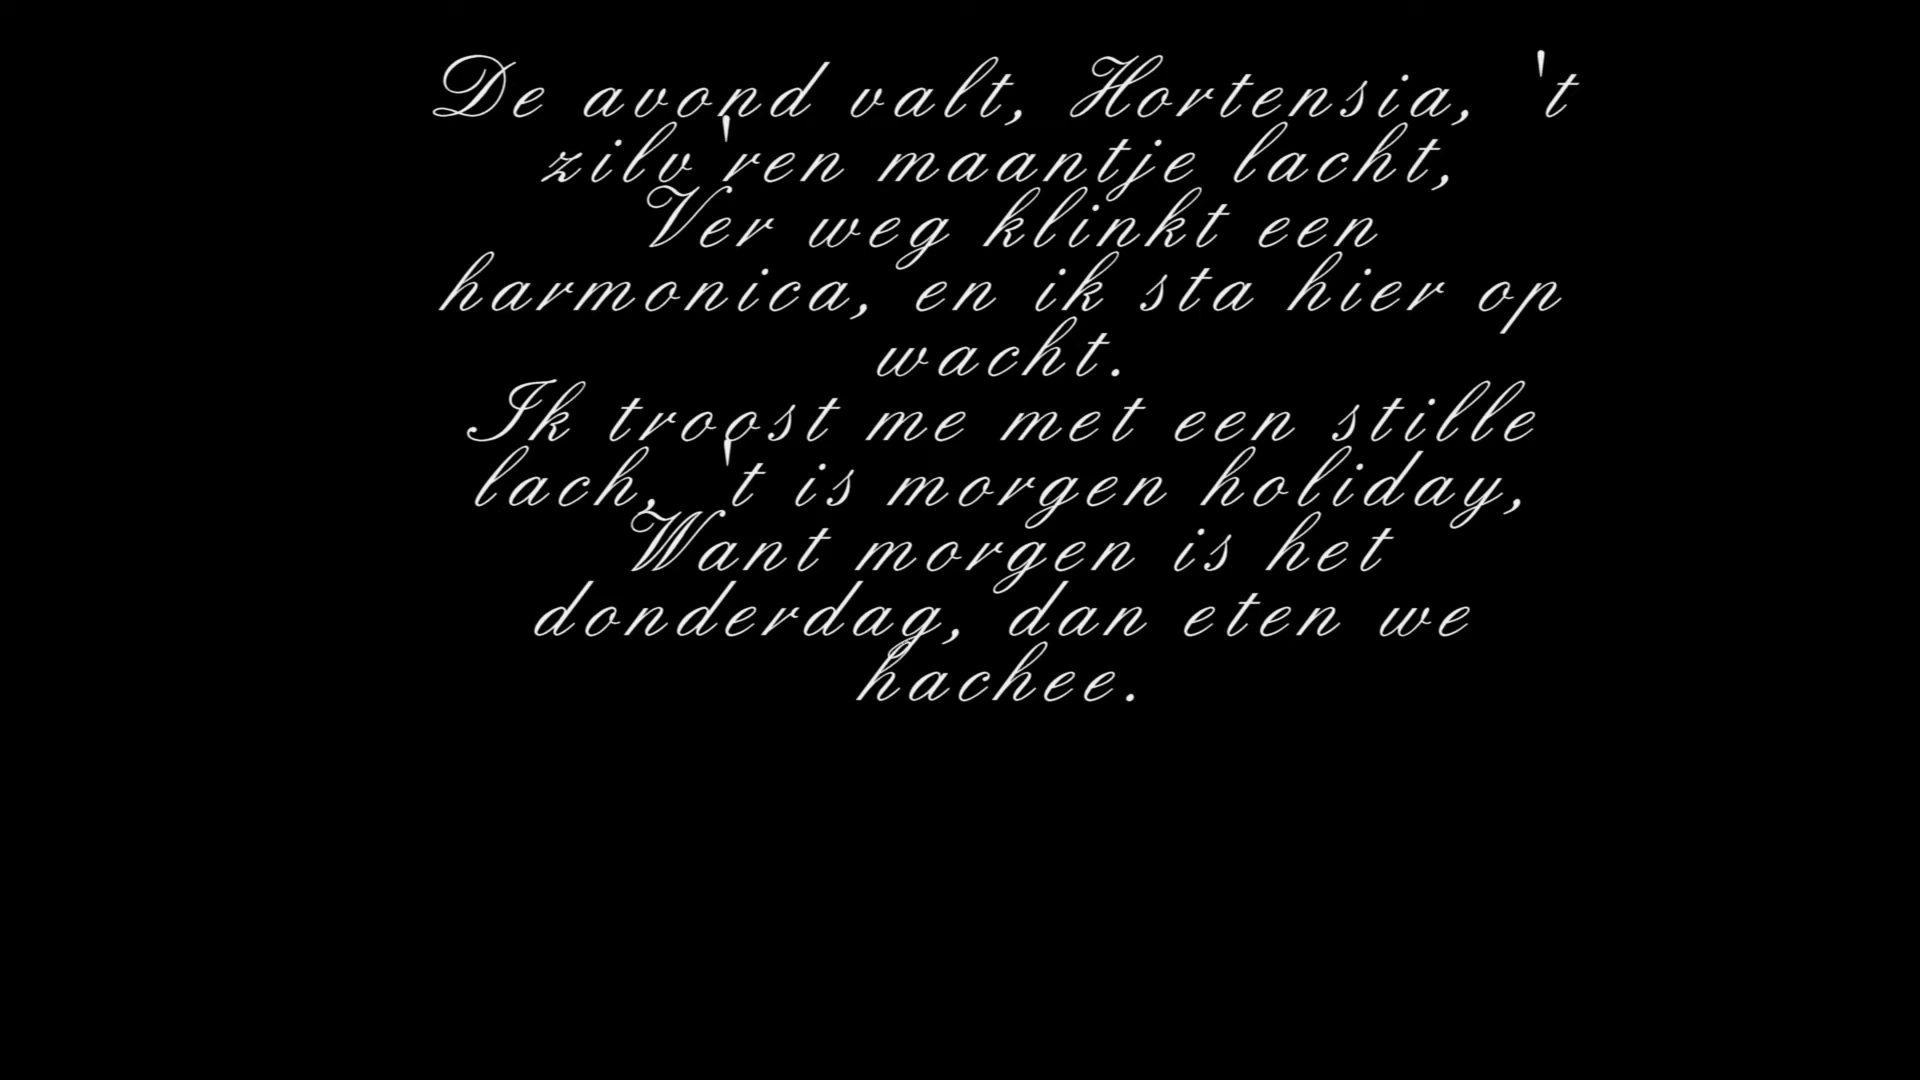 De avond valt, Hortensia, 't
zilv'ren maantje lacht,
Ver weg klinkt een
harmonica, en ik sta hier op
wacht.
Ik troost me met een stille
lach, 't is morgen holiday,
Want morgen is het
donderdag, dan eten we
hachee.